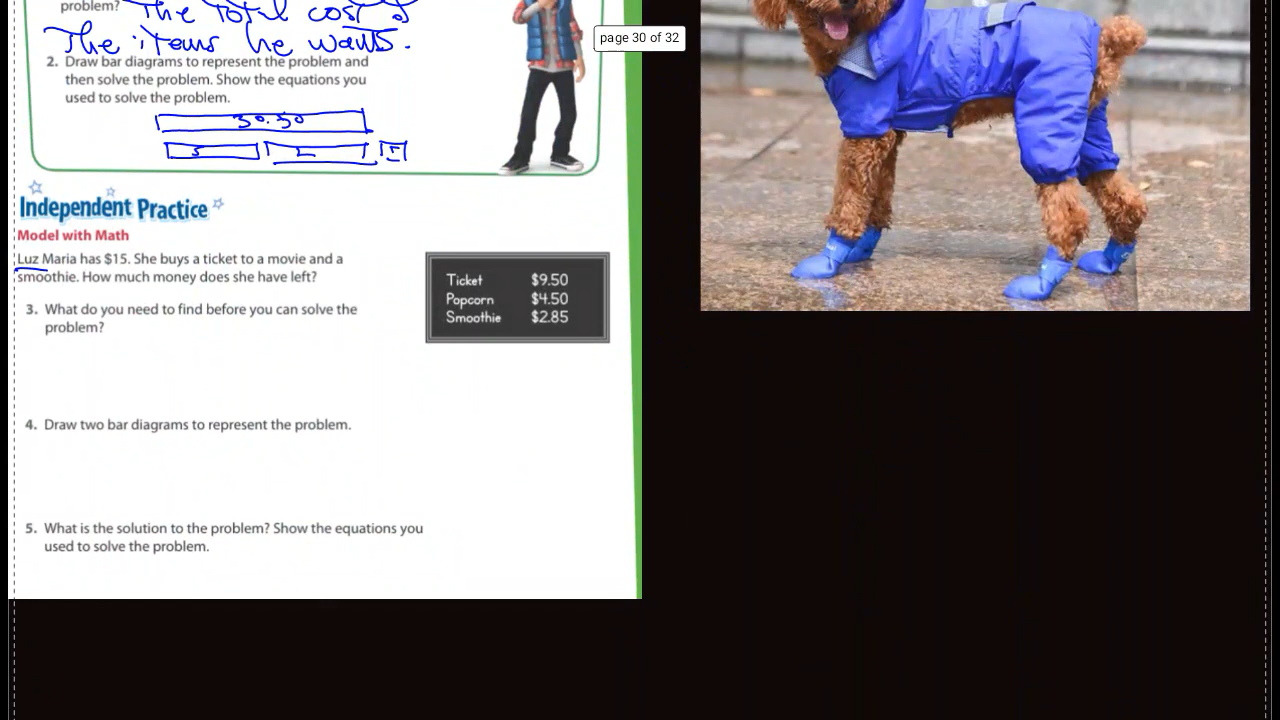 problem? The total cost of
The items he wants.
2. Draw bar diagrams to represent the problem and
then solve the problem. Show the equations you
used to solve the problem.
30.50
Independent Practice
Model with Math
Luz Maria has $15. She buys a ticket to a movie and a
smoothie. How much money does she have left?
Ticket $9.50
Popcorn $4.50
Smoothie $2.85
3. What do you need to find before you can solve the
problem?
4. Draw two bar diagrams to represent the problem.
5. What is the solution to the problem? Show the equations you
used to solve the problem.
page 30 of 32